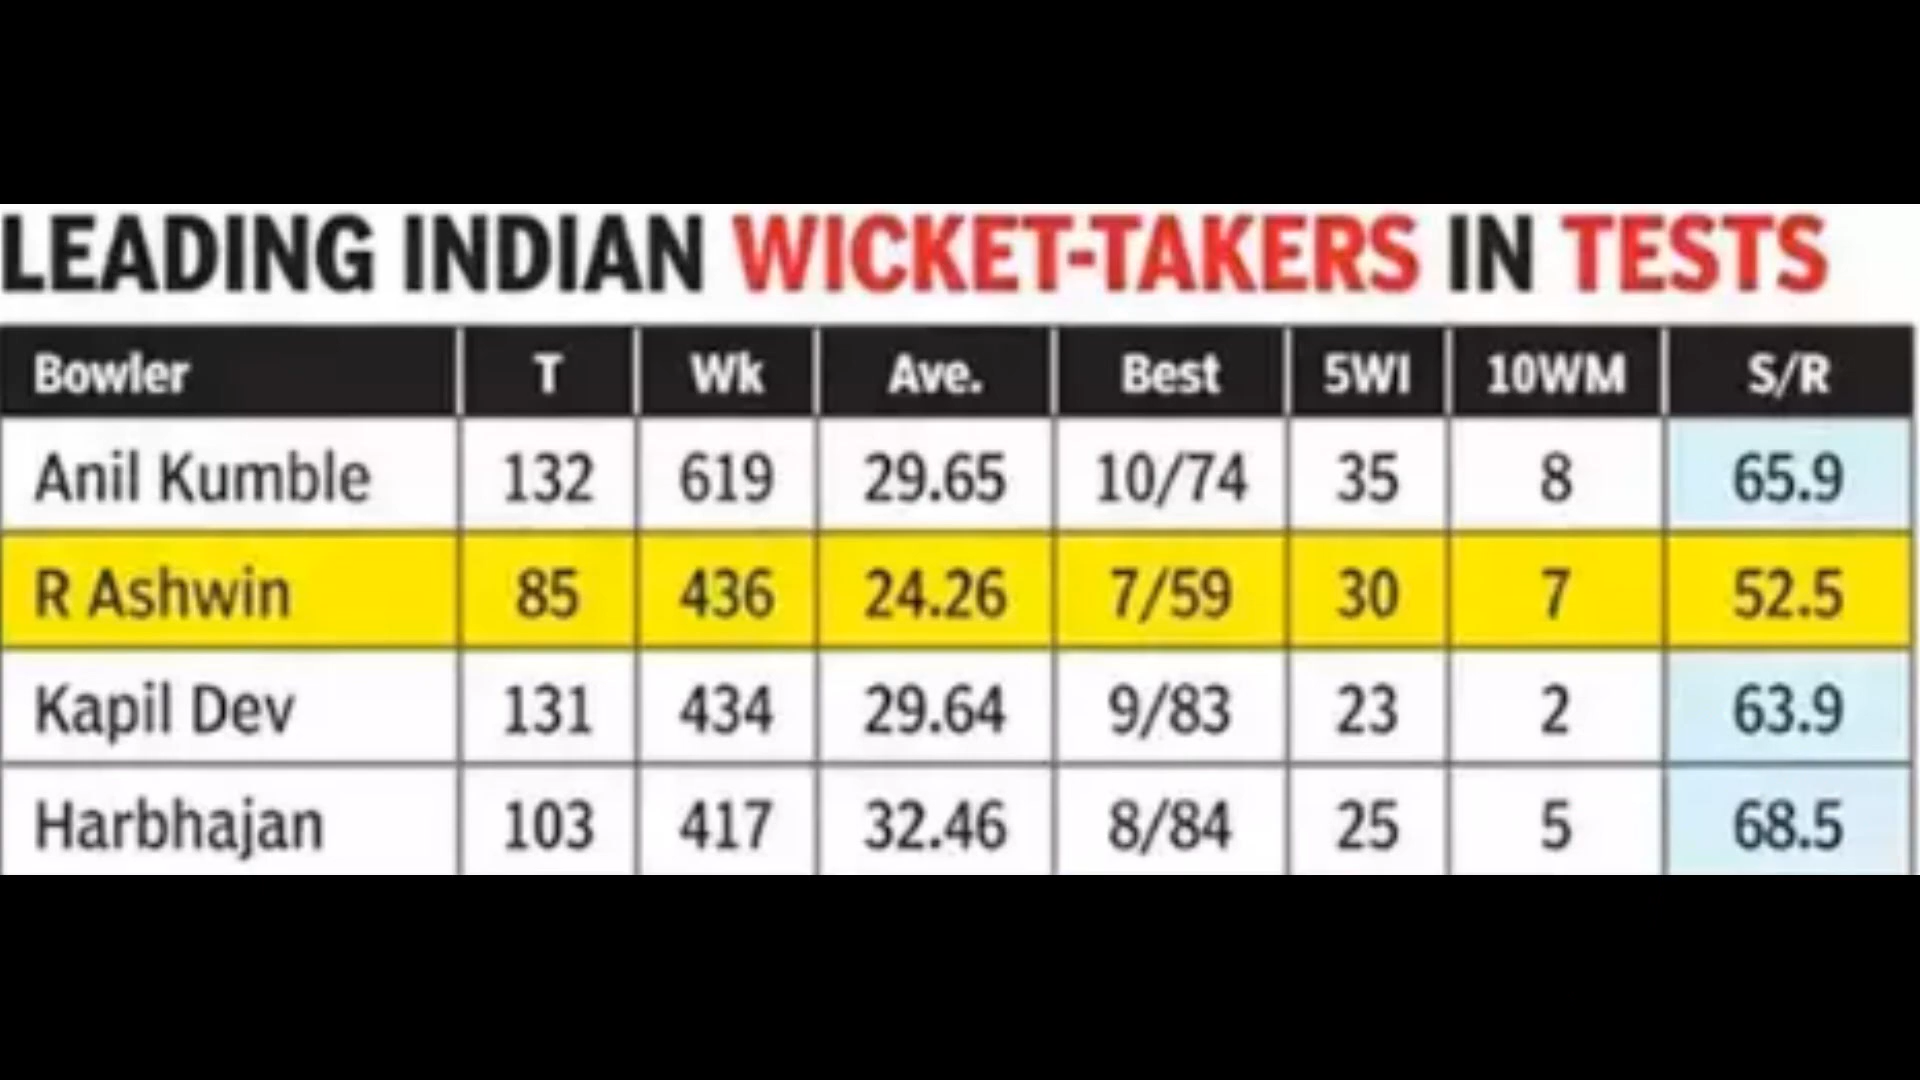 LEADING INDIAN WICKET-TAKERS IN TESTS
Bowler T Wk Ave. Best 5WI 10WM S/R
Anil Kumble 132 619 29.65 10/74 35 8 65.9
R Ashwin 85 436 24.26 7/59 30 7 52.5
Kapil Dev 131 434 29.64 9/83 23 2 63.9
Harbhajan 103 417 32.46 8/84 25 5 68.5